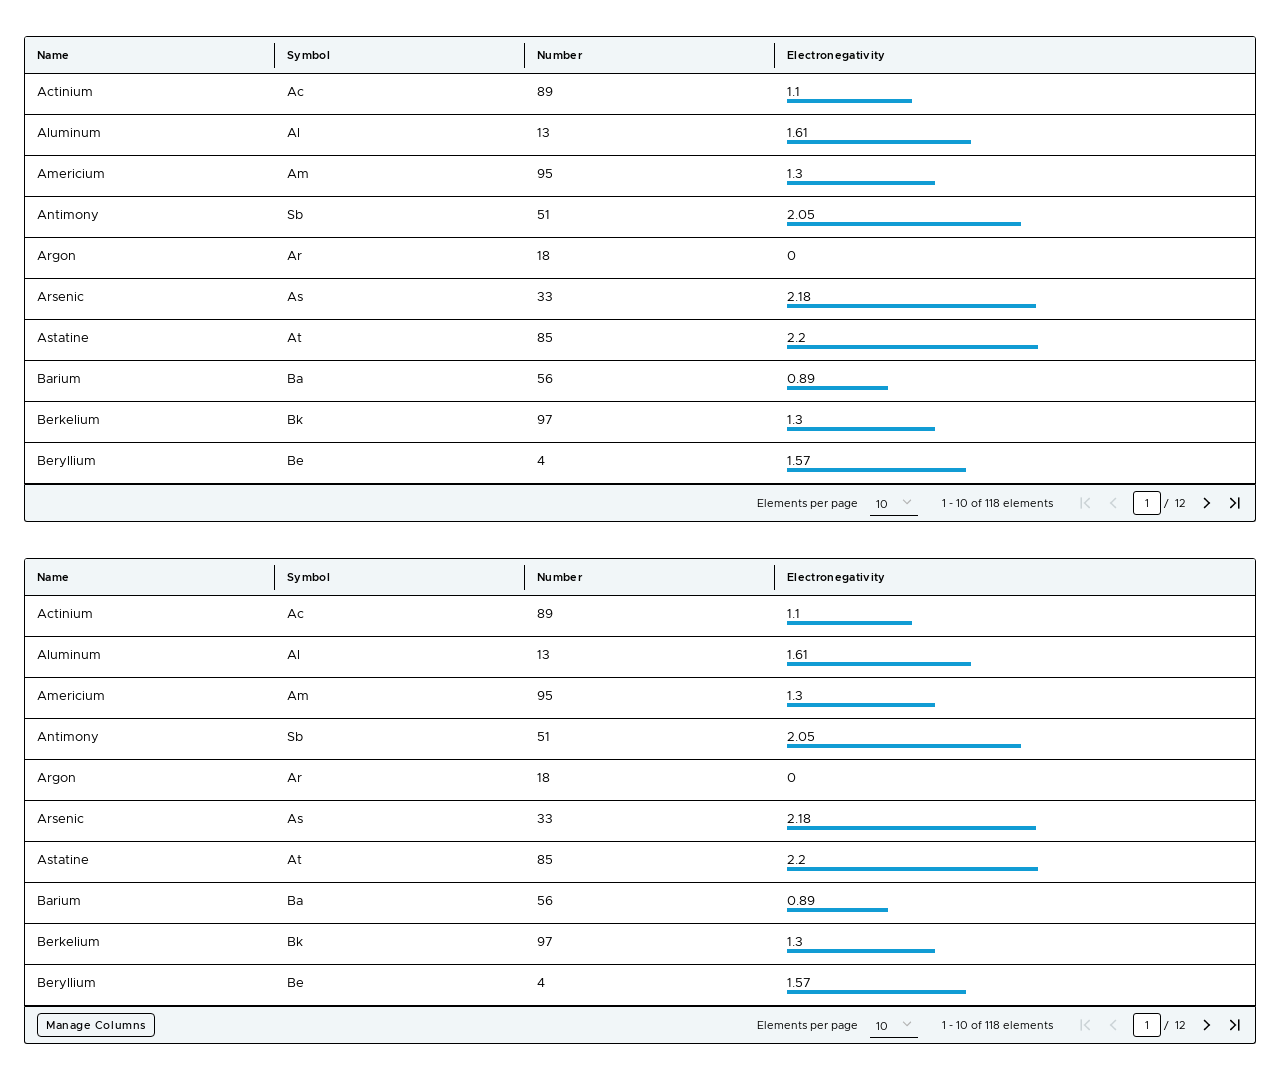 Name Symbol Number Electronegativity
Actinium Ac 89 1.1
Aluminum Al 13 1.61
Americium Am 95 1.3
Antimony Sb 51 2.05
Argon Ar 18 0
Arsenic As 33 2.18
Astatine At 85 2.2
Barium Ba 56 0.89
Berkelium Bk 97 1.3
Beryllium Be 4 1.57
Elements per page 10 1 - 10 of 118 elements 1 / 12
Name Symbol Number Electronegativity
Actinium Ac 89 1.1
Aluminum Al 13 1.61
Americium Am 95 1.3
Antimony Sb 51 2.05
Argon Ar 18 0
Arsenic As 33 2.18
Astatine At 85 2.2
Barium Ba 56 0.89
Berkelium Bk 97 1.3
Beryllium Be 4 1.57
Manage Columns Elements per page 10 1 - 10 of 118 elements 1 / 12